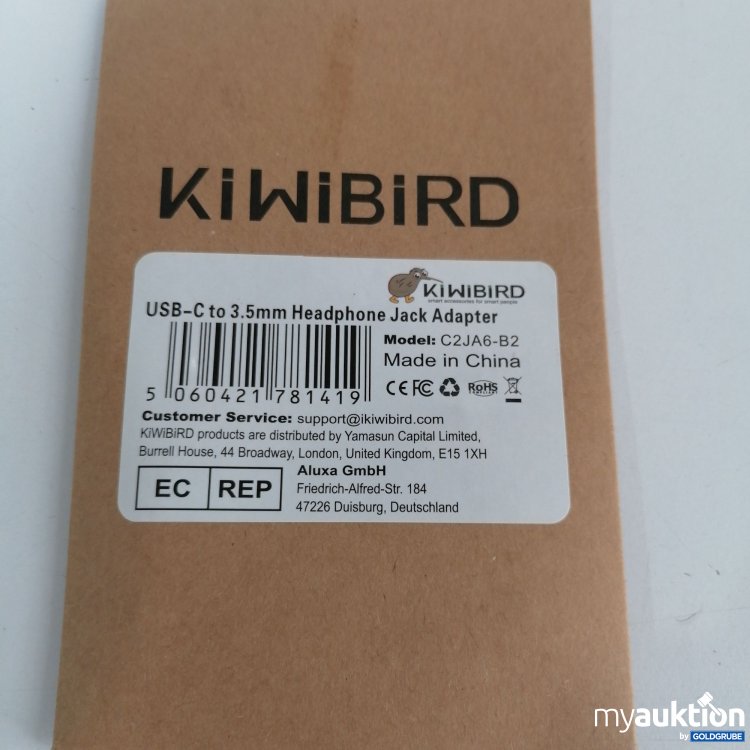 KiWiBiRD
KiWiBiRD
smart accessories for smart people
USB-C to 3.5mm Headphone Jack Adapter
Model: C2JA6-B2
Made in China
5 060421 781419
CE FC RoHS
Customer Service: support@ikiwibird.com
KiWiBiRD products are distributed by Yamasun Capital Limited,
Burrell House, 44 Broadway, London, United Kingdom, E15 1XH
EC REP
Aluxa GmbH
Friedrich-Alfred-Str. 184
47226 Duisburg, Deutschland
myauktion
by GOLDGRUBE